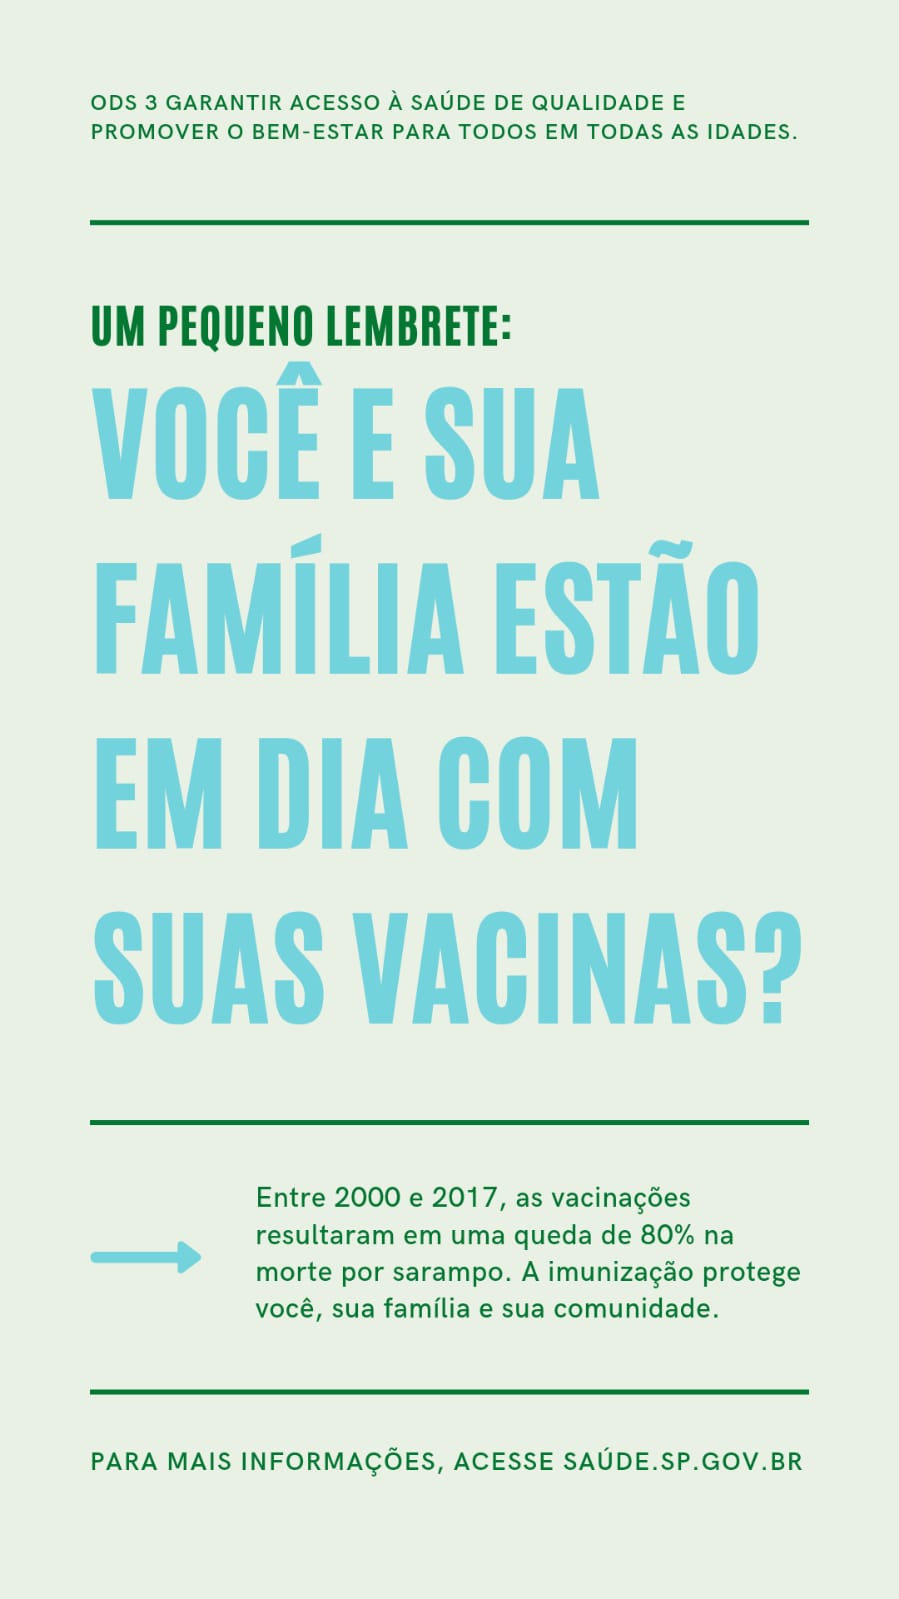 ODS 3 GARANTIR ACESSO À SAÚDE DE QUALIDADE E
PROMOVER O BEM-ESTAR PARA TODOS EM TODAS AS IDADES.
UM PEQUENO LEMBRETE:
VOCÊ E SUA
FAMÍLIA ESTÃO
EM DIA COM
SUAS VACINAS?
Entre 2000 e 2017, as vacinações
resultaram em uma queda de 80% na
morte por sarampo. A imunização protege
você, sua família e sua comunidade.
PARA MAIS INFORMAÇÕES, ACESSE SAÚDE.SP.GOV.BR